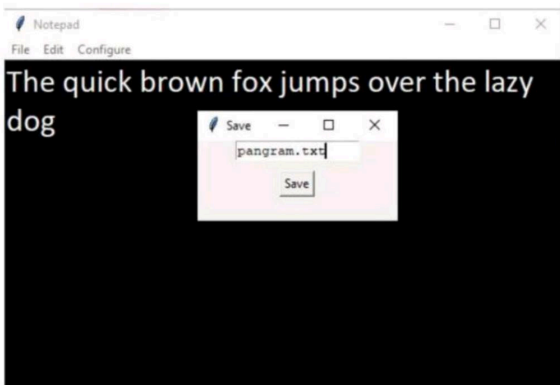 Notepad
File Edit Configure
The quick brown fox jumps over the lazy
dog
Save
pangram.txt
Save